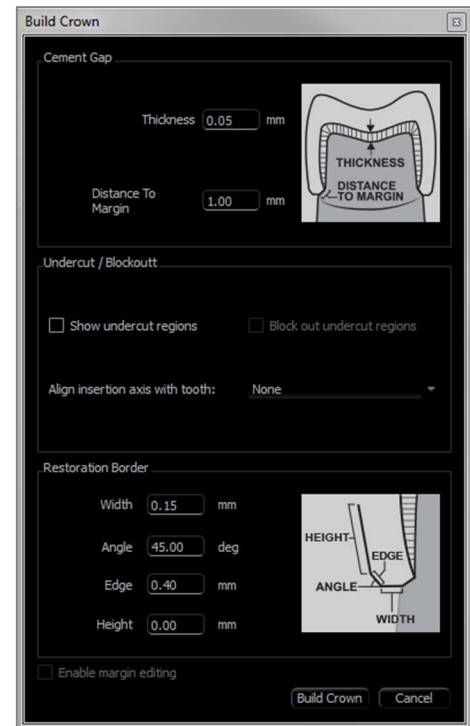 Build Crown
Cement Gap
Thickness 0.05 mm
Distance To
Margin 1.00 mm
THICKNESS
DISTANCE
TO MARGIN
Undercut / Blockoutt
Show undercut regions Block out undercut regions
Align insertion axis with tooth: None
Restoration Border
Width 0.15 mm
Angle 45.00 deg
Edge 0.40 mm
Height 0.00 mm
HEIGHT
EDGE
ANGLE
WIDTH
Enable margin editing
Build Crown Cancel